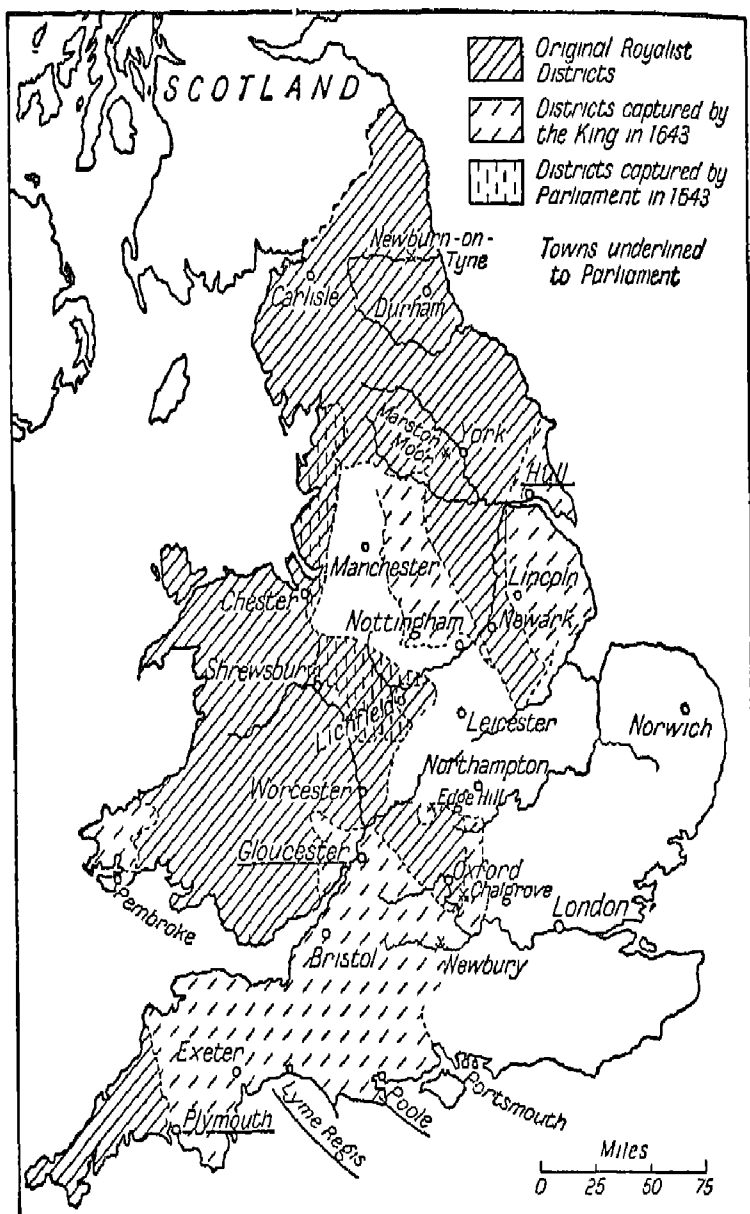 SCOTLAND
Original Royalist
Districts
Districts captured by
the King in 1643
Districts captured by
Parliament in 1643
Towns underlined
to Parliament
Newburn-on-
Tyne
Carlisle
Durham
Marston
Moor
York
Hull
Manchester
Lincoln
Chester
Nottingham
Newark
Shrewsbury
Lichfield
Leicester
Norwich
Northampton
Worcester
Edge Hill
Gloucester
Oxford
Chalgrove
Pembroke
London
Bristol
Newbury
Exeter
Portsmouth
Poole
Lyme Regis
Plymouth
Miles
0 25 50 75